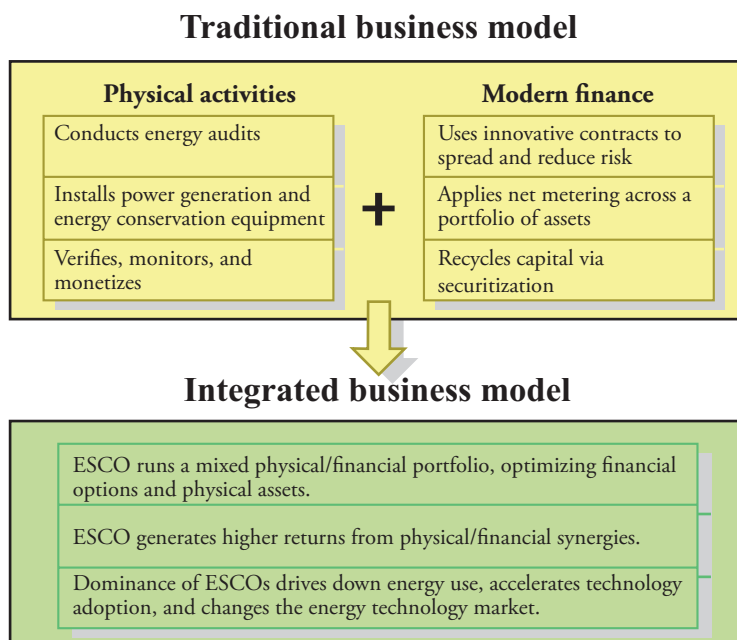 Traditional business model
Physical activities
Conducts energy audits
Installs power generation and
energy conservation equipment
Verifies, monitors, and
monetizes
+
Modern finance
Uses innovative contracts to
spread and reduce risk
Applies net metering across a
portfolio of assets
Recycles capital via
securitization
Integrated business model
ESCO runs a mixed physical/financial portfolio, optimizing financial
options and physical assets.
ESCO generates higher returns from physical/financial synergies.
Dominance of ESCOs drives down energy use, accelerates technology
adoption, and changes the energy technology market.